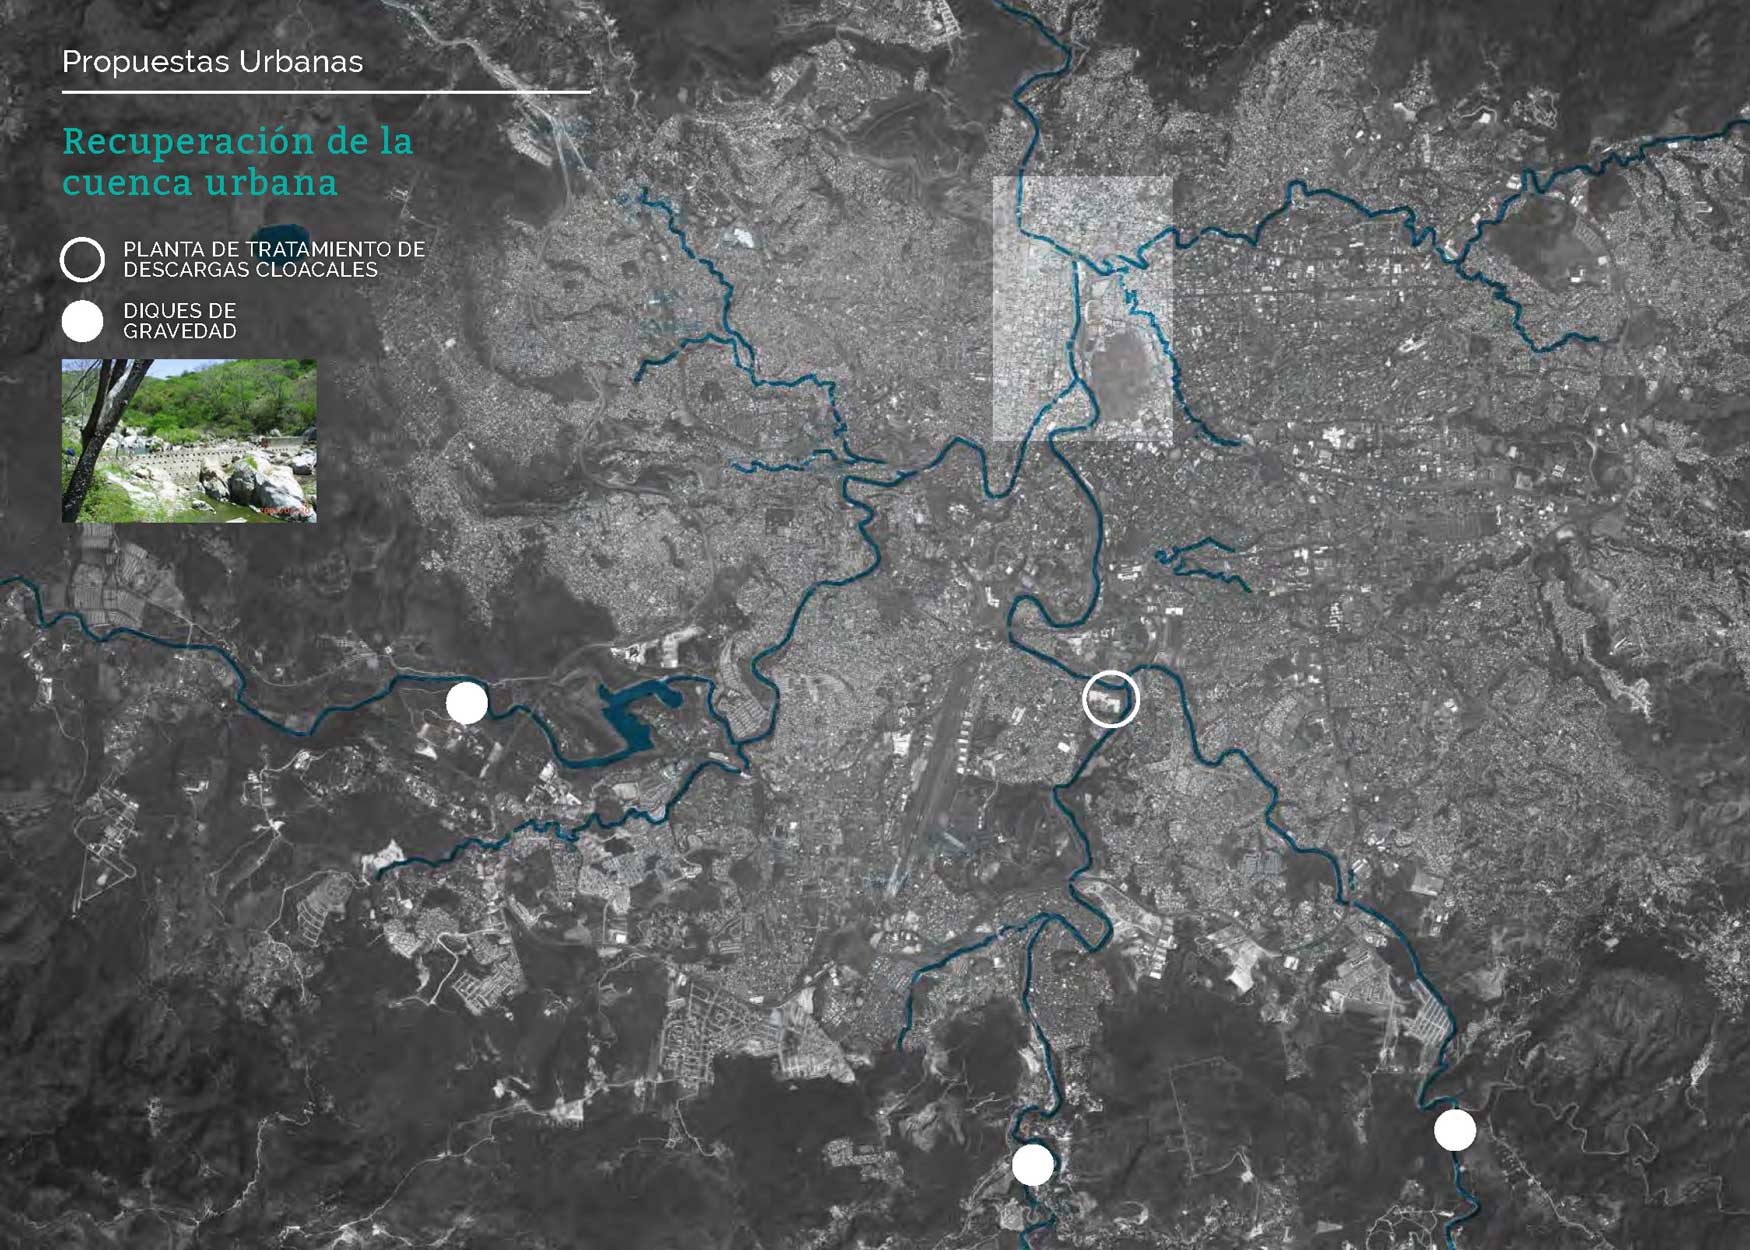 Propuestas Urbanas
Recuperación de la
cuenca urbana
PLANTA DE TRATAMIENTO DE
DESCARGAS CLOACALES
DIQUES DE
GRAVEDAD